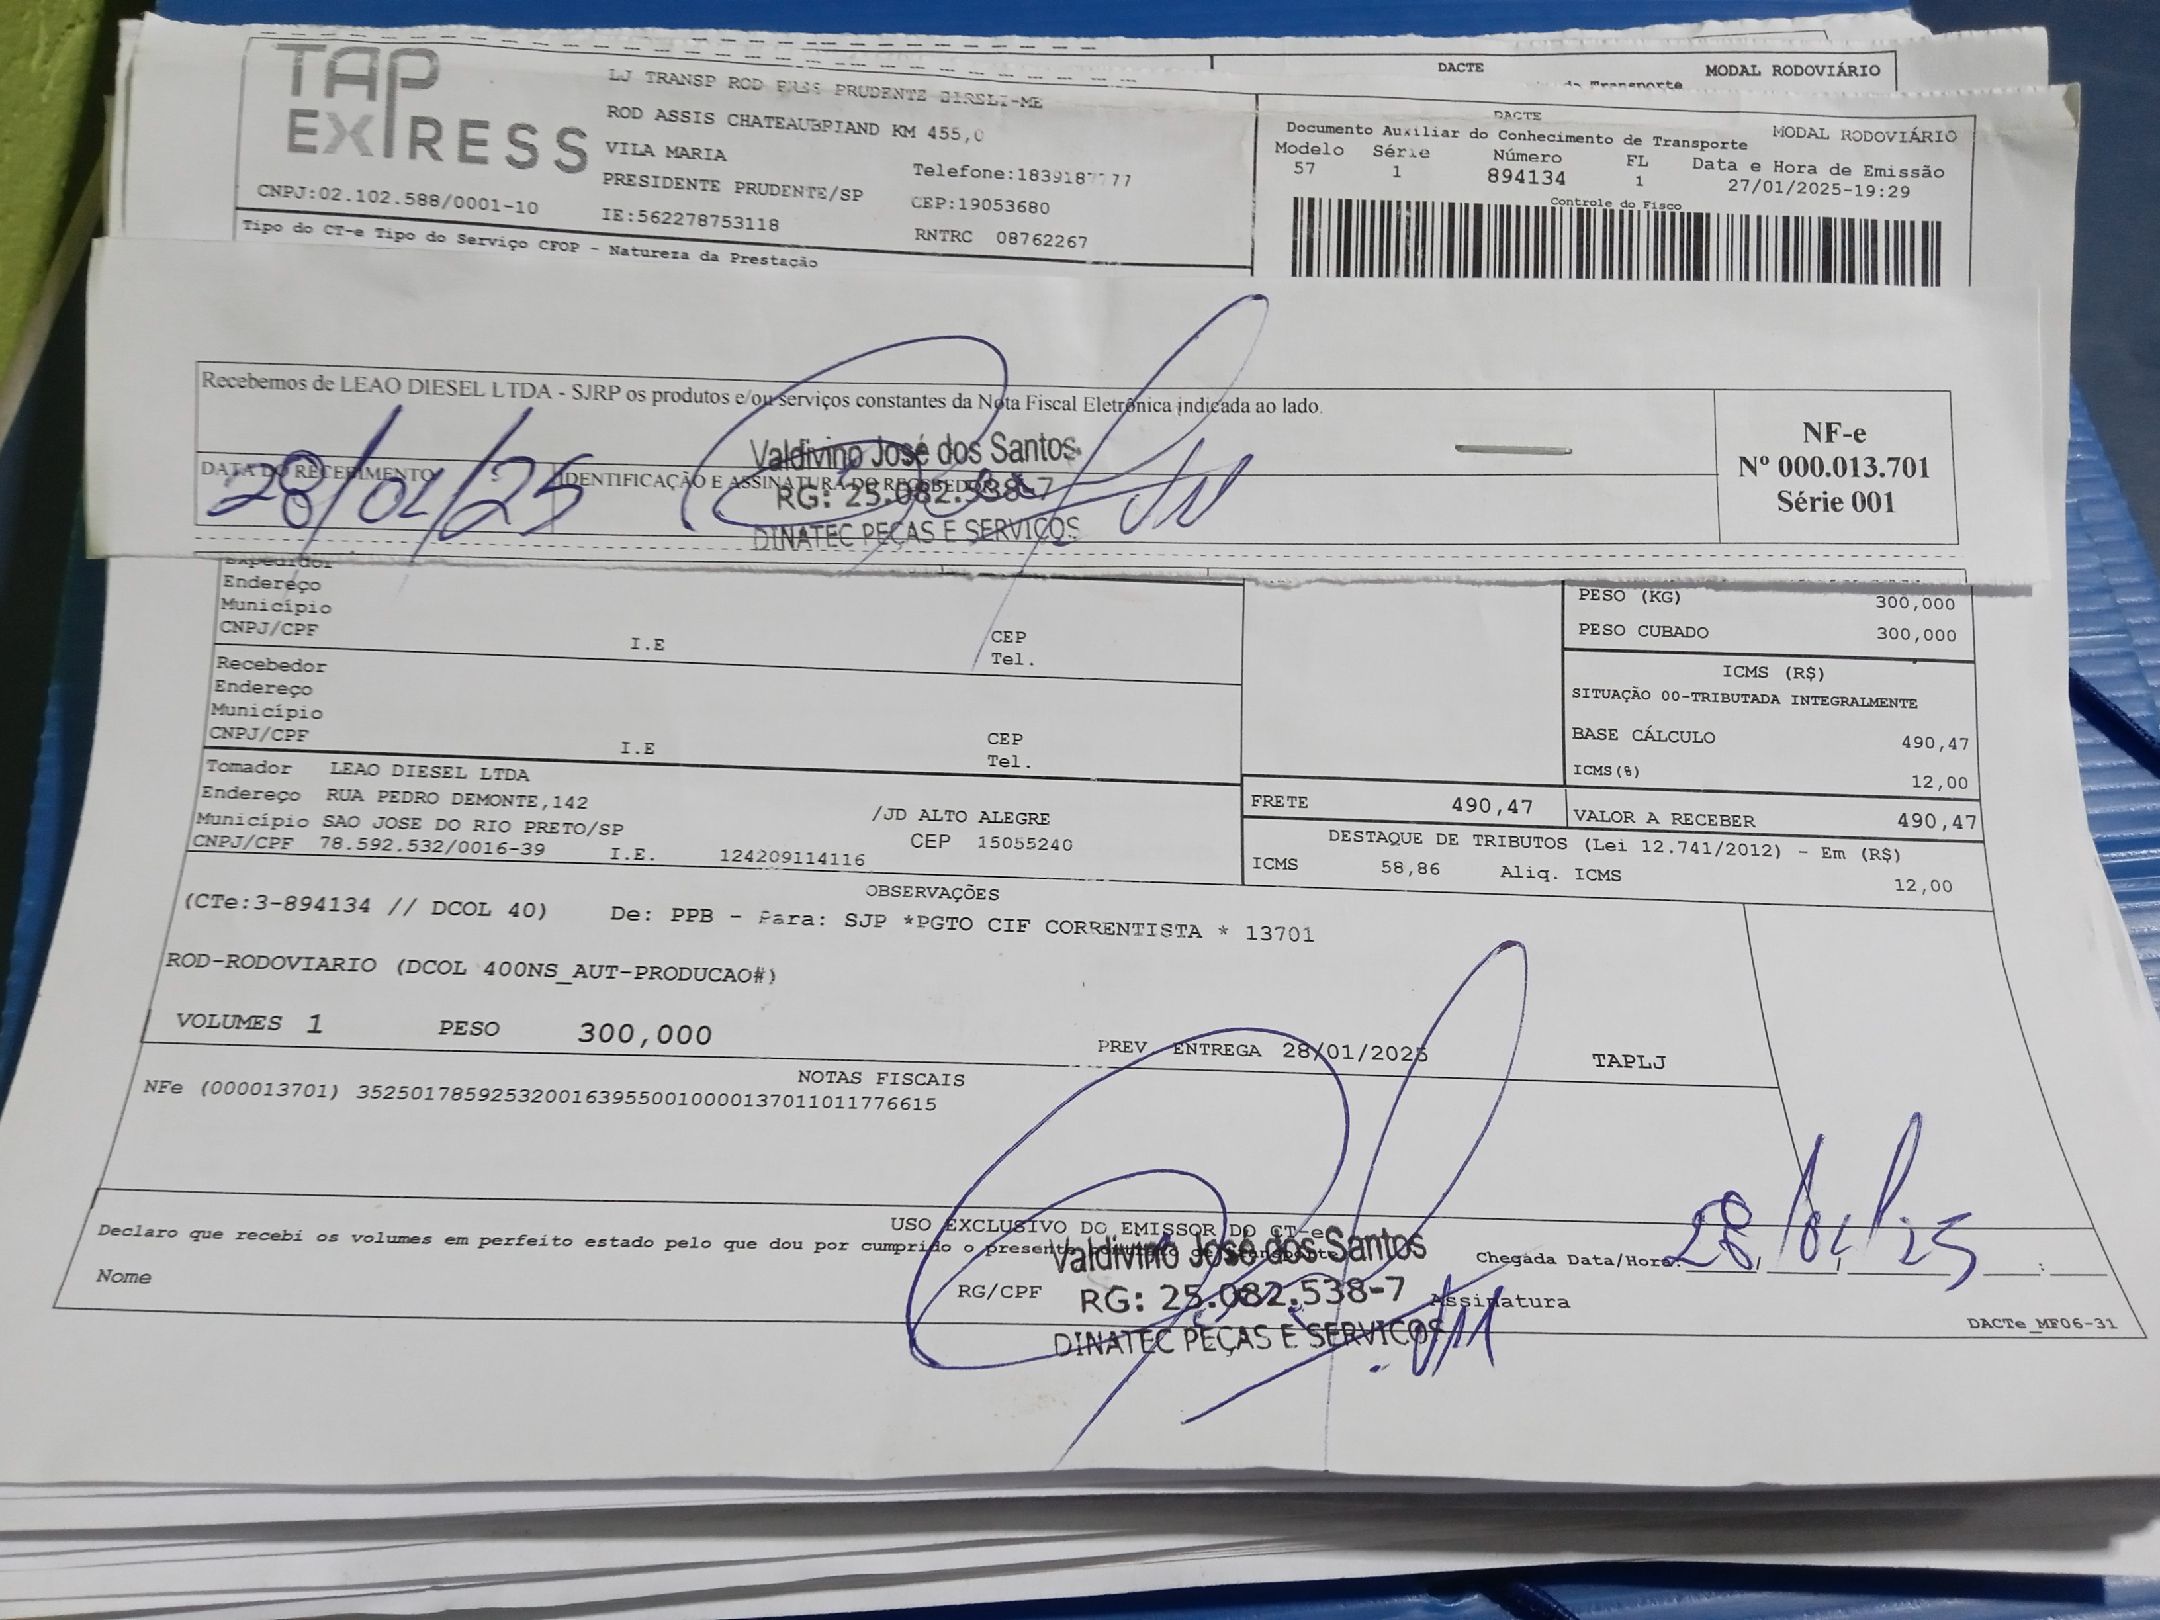 DACTE
MODAL RODOVIÁRIO
TAP
EXPRESS
LJ TRANSP ROD PRUDENTE
ROD ASSIS CHATEAUBRIAND KM 455,0
VILA MARIA
Telefone:
PRESIDENTE PRUDENTE/SP
CEP:19053680
CNPJ:02.102.588/0001-10
IE:562278753118
RNTRC 08762267
DACTE
MODAL RODOVIÁRIO
Documento Auxiliar do Conhecimento de Transporte
Modelo Série Número FL Data e Hora de Emissão
57 1 894134 1 27/01/2025-19:29
Controle do Fisco
Tipo do CT-e Tipo do Serviço CFOP - Natureza da Prestação
Recebemos de LEAO DIESEL LTDA - SJRP os produtos e/ou serviços constantes da Nota Fiscal Eletrônica indicada ao lado.
DATA DO RECEBIMENTO
28/01/25
IDENTIFICAÇÃO E ASSINATURA DO RECEBEDOR
Valdivino José dos Santos
RG: 25.082.538-7
DINATEC PEÇAS E SERVIÇOS
NF-e
Nº 000.013.701
Série 001
Expedidor
Endereço
Município
CNPJ/CPF I.E CEP
Tel.
Recebedor
Endereço
Município
CNPJ/CPF I.E CEP
Tel.
PESO (KG) 300,000
PESO CUBADO 300,000
ICMS (R$)
SITUAÇÃO 00-TRIBUTADA INTEGRALMENTE
BASE CÁLCULO 490,47
ICMS(%) 12,00
Tomador LEAO DIESEL LTDA
Endereço RUA PEDRO DEMONTE,142 /JD ALTO ALEGRE
Município SAO JOSE DO RIO PRETO/SP CEP 15055240
CNPJ/CPF 78.592.532/0016-39 I.E. 124209114116
FRETE 490,47 VALOR A RECEBER 490,47
DESTAQUE DE TRIBUTOS (Lei 12.741/2012) - Em (R$)
ICMS 58,86 Aliq. ICMS 12,00
OBSERVAÇÕES
(CTe:3-894134 // DCOL 40) De: PPB - Para: SJP *PGTO CIF CORRENTISTA * 13701
ROD-RODOVIARIO (DCOL 400NS_AUT-PRODUCAO#)
VOLUMES 1 PESO 300,000
PREV. ENTREGA 28/01/2025 TAPLJ
NOTAS FISCAIS
NFe (000013701) 35250178592532001639550010000137011011776615
USO EXCLUSIVO DO EMISSOR DO CT-e
Declaro que recebi os volumes em perfeito estado pelo que dou por cumprido o presente
Chegada Data/Hora: 28/01/25
Nome RG/CPF Assinatura
Valdivino José dos Santos
RG: 25.082.538-7
DINATEC PEÇAS E SERVIÇOS
DACTe_MF06-31